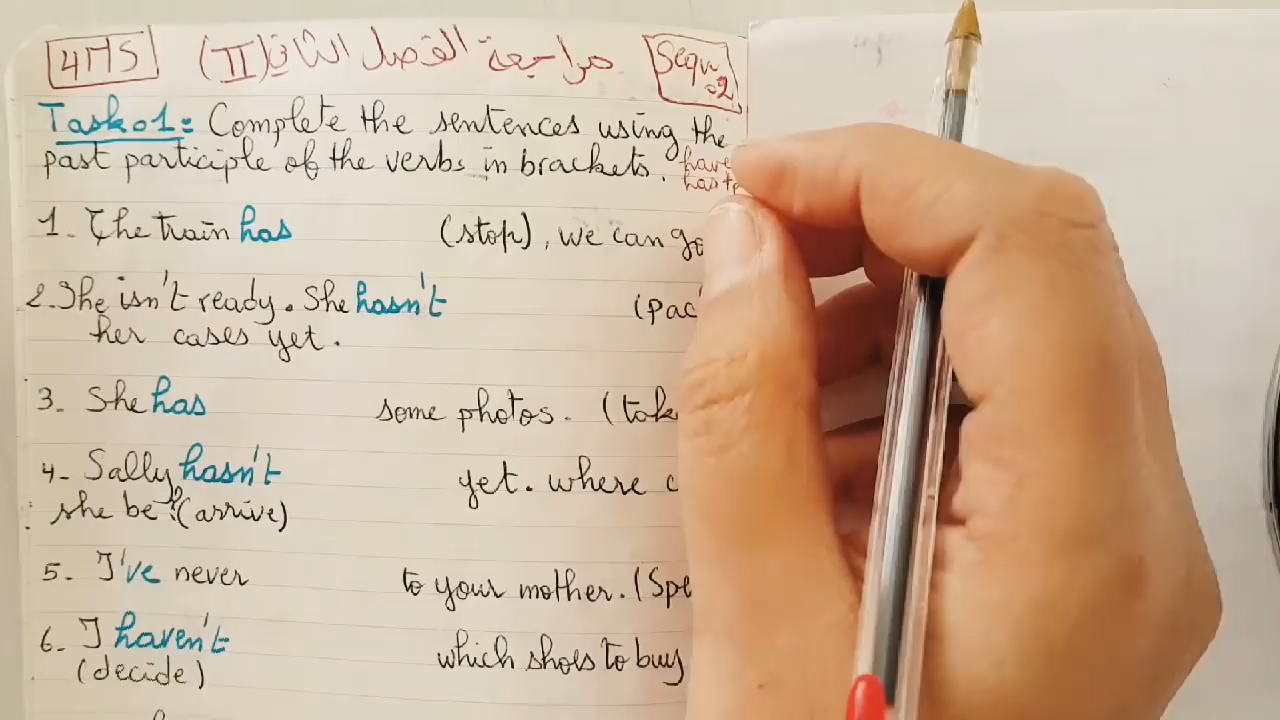 4MS مراجعة الفصل الثاني (II) Sequ 2
Task 01: Complete the sentences using the
past participle of the verbs in brackets. have
has +
1. The train has (stop), we can go
2. She isn't ready. She hasn't (pac
her cases yet.
3. She has some photos. (tak
4. Sally hasn't yet. where c
she be? (arrive)
5. I've never to your mother. (Spe
6. I haven't which shoes to buy
(decide)